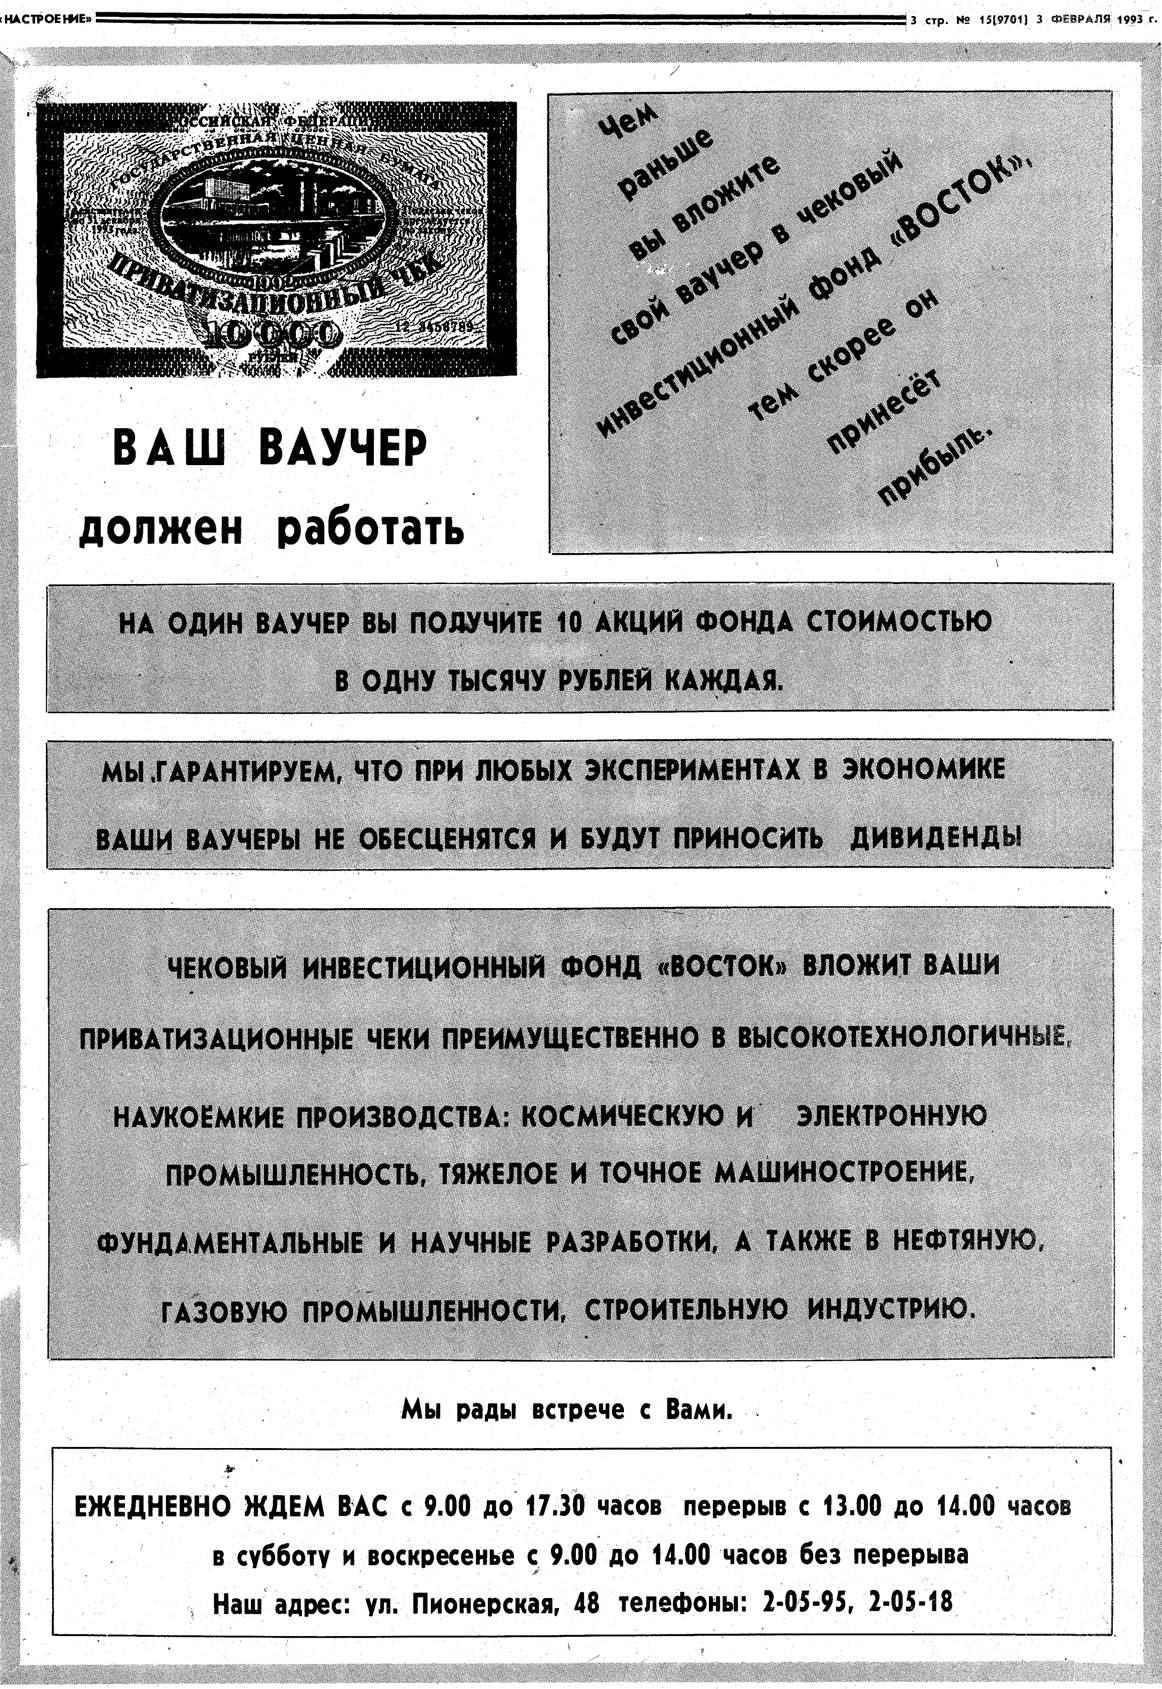 «НАСТРОЕНИЕ»
3 стр. № 15(9701) 3 ФЕВРАЛЯ 1993 г.
РОССИЙСКАЯ ФЕДЕРАЦИЯ
ГОСУДАРСТВЕННАЯ ЦЕННАЯ БУМАГА
до 31 декабря
1993 года
1992
ПРИВАТИЗАЦИОННЫЙ ЧЕК
10000
12 3456789
РУБЛЕЙ
ВАШ ВАУЧЕР
должен работать
Чем
раньше
вы вложите
свой ваучер в чековый
инвестиционный фонд «ВОСТОК»,
тем скорее он
принесёт
прибыль.
НА ОДИН ВАУЧЕР ВЫ ПОЛУЧИТЕ 10 АКЦИЙ ФОНДА СТОИМОСТЬЮ
В ОДНУ ТЫСЯЧУ РУБЛЕЙ КАЖДАЯ.
МЫ ГАРАНТИРУЕМ, ЧТО ПРИ ЛЮБЫХ ЭКСПЕРИМЕНТАХ В ЭКОНОМИКЕ
ВАШИ ВАУЧЕРЫ НЕ ОБЕСЦЕНЯТСЯ И БУДУТ ПРИНОСИТЬ ДИВИДЕНДЫ
ЧЕКОВЫЙ ИНВЕСТИЦИОННЫЙ ФОНД «ВОСТОК» ВЛОЖИТ ВАШИ
ПРИВАТИЗАЦИОННЫЕ ЧЕКИ ПРЕИМУЩЕСТВЕННО В ВЫСОКОТЕХНОЛОГИЧНЫЕ,
НАУКОЁМКИЕ ПРОИЗВОДСТВА: КОСМИЧЕСКУЮ И ЭЛЕКТРОННУЮ
ПРОМЫШЛЕННОСТЬ, ТЯЖЕЛОЕ И ТОЧНОЕ МАШИНОСТРОЕНИЕ,
ФУНДАМЕНТАЛЬНЫЕ И НАУЧНЫЕ РАЗРАБОТКИ, А ТАКЖЕ В НЕФТЯНУЮ,
ГАЗОВУЮ ПРОМЫШЛЕННОСТИ, СТРОИТЕЛЬНУЮ ИНДУСТРИЮ.
Мы рады встрече с Вами.
ЕЖЕДНЕВНО ЖДЕМ ВАС с 9.00 до 17.30 часов перерыв с 13.00 до 14.00 часов
в субботу и воскресенье с 9.00 до 14.00 часов без перерыва
Наш адрес: ул. Пионерская, 48 телефоны: 2-05-95, 2-05-18